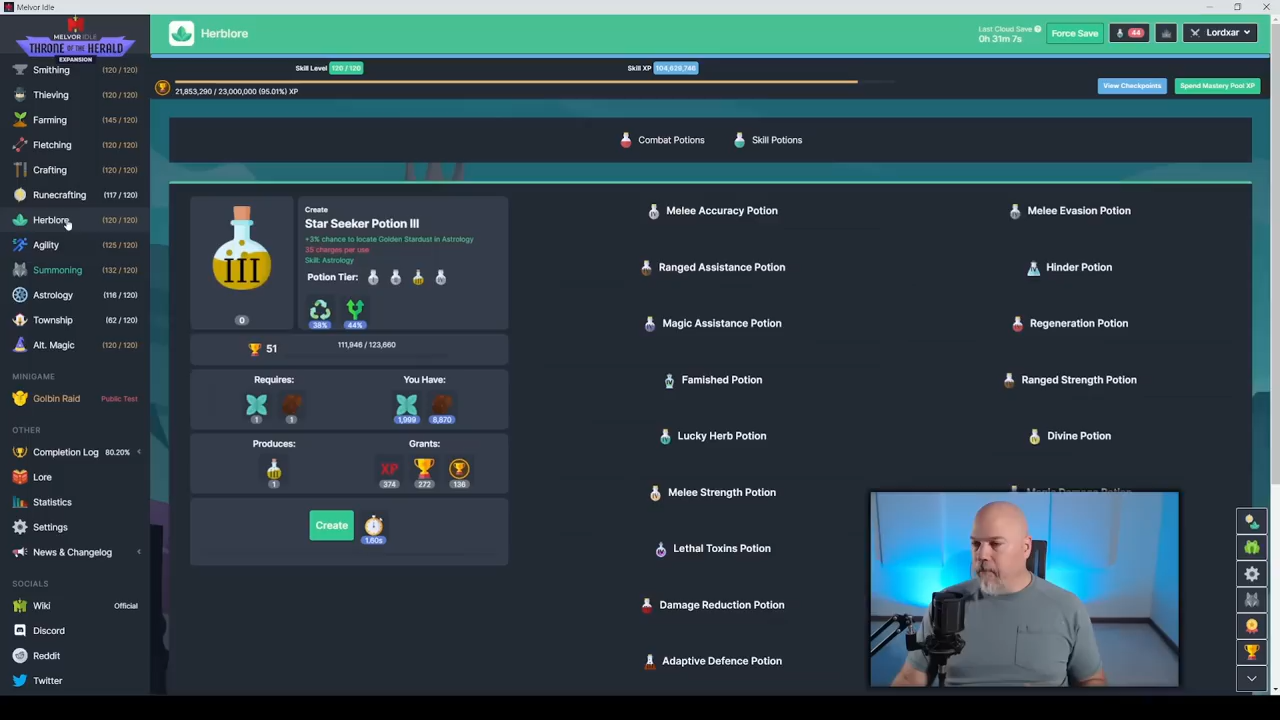 Melvor Idle
MELVOR IDLE
THRONE OF THE HERALD
EXPANSION
Herblore
Last Cloud Save
0h 31m 7s
Force Save
44
Lordxar
Smithing (120 / 120)
Thieving (120 / 120)
Farming (145 / 120)
Fletching (120 / 120)
Crafting (120 / 120)
Runecrafting (117 / 120)
Herblore (120 / 120)
Agility (125 / 120)
Summoning (132 / 120)
Astrology (116 / 120)
Township (62 / 120)
Alt. Magic (120 / 120)
MINIGAME
Golbin Raid Public Test
OTHER
Completion Log 80.20%
Lore
Statistics
Settings
News & Changelog
SOCIALS
Wiki Official
Discord
Reddit
Twitter
Skill Level 120 / 120
Skill XP 104,629,746
21,853,290 / 23,000,000 (95.01%) XP
View Checkpoints
Spend Mastery Pool XP
Combat Potions
Skill Potions
III
0
Create
Star Seeker Potion III
+3% chance to locate Golden Stardust in Astrology
35 charges per use
Skill: Astrology
Potion Tier:
38%
44%
51
111,946 / 123,660
Requires:
1
1
You Have:
1,999
8,870
Produces:
1
Grants:
XP
374
272
136
Create
1.60s
Melee Accuracy Potion
Melee Evasion Potion
Ranged Assistance Potion
Hinder Potion
Magic Assistance Potion
Regeneration Potion
Famished Potion
Ranged Strength Potion
Lucky Herb Potion
Divine Potion
Melee Strength Potion
Magic Damage Potion
Lethal Toxins Potion
Damage Reduction Potion
Adaptive Defence Potion